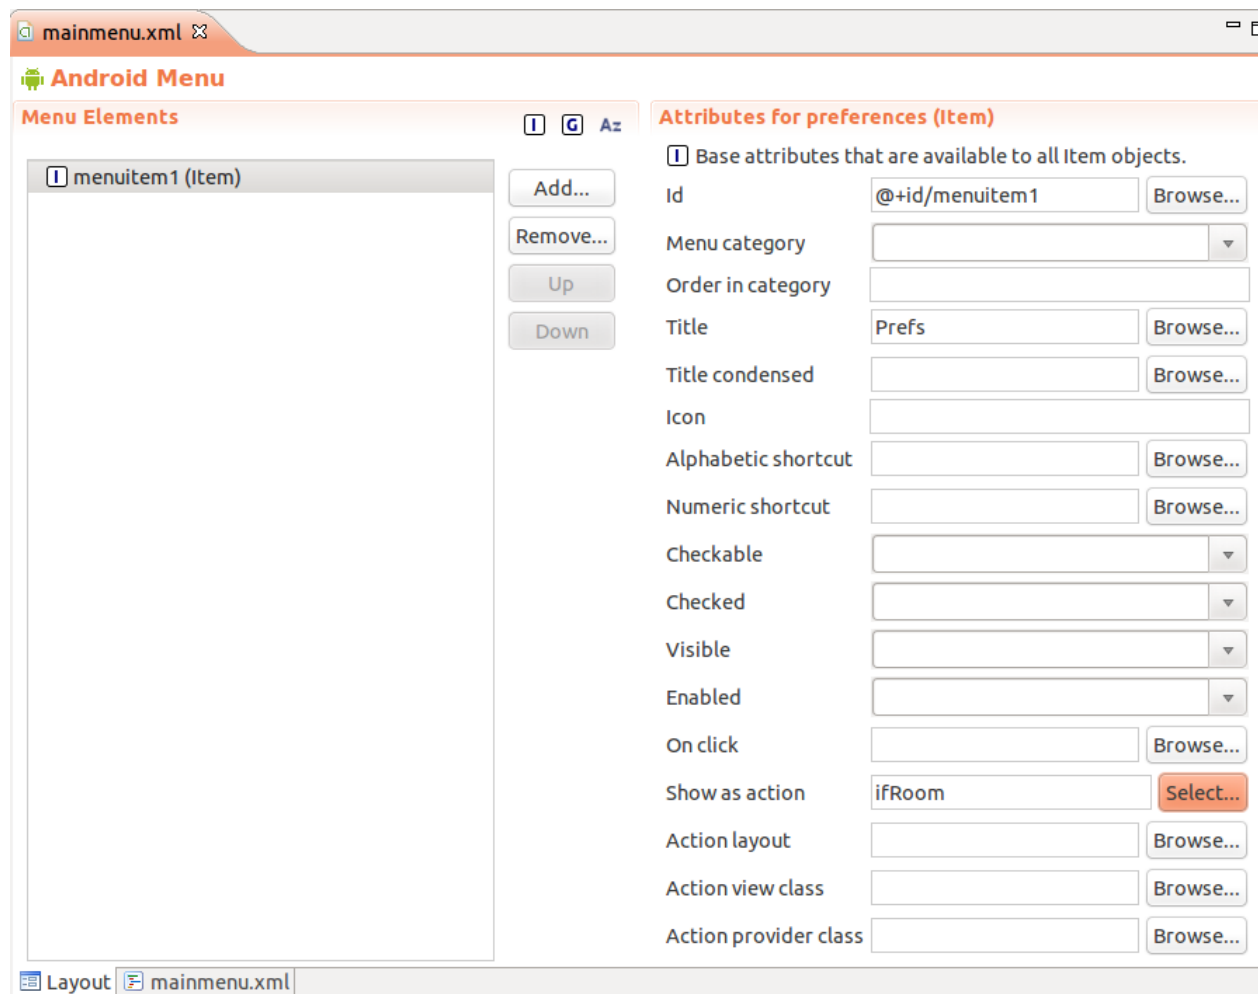 mainmenu.xml
Android Menu
Menu Elements
I G Az
menuitem1 (Item)
Add...
Remove...
Up
Down
Attributes for preferences (Item)
I Base attributes that are available to all Item objects.
Id @+id/menuitem1 Browse...
Menu category
Order in category
Title Prefs Browse...
Title condensed Browse...
Icon
Alphabetic shortcut Browse...
Numeric shortcut Browse...
Checkable
Checked
Visible
Enabled
On click Browse...
Show as action ifRoom Select...
Action layout Browse...
Action view class Browse...
Action provider class Browse...
Layout mainmenu.xml